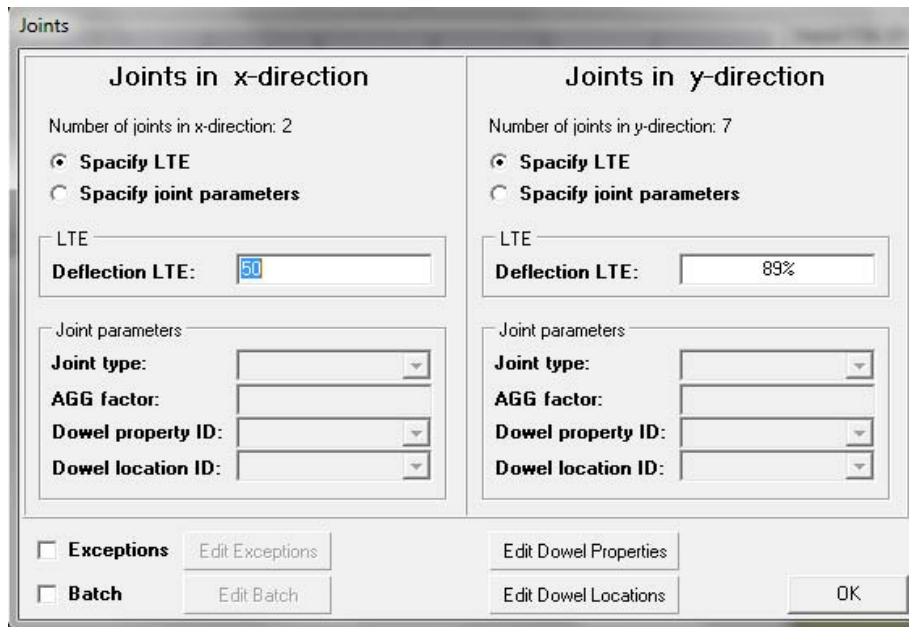 Joints
Joints in x-direction
Number of joints in x-direction: 2
Spacify LTE
Spacify joint parameters
LTE
Deflection LTE: 50
Joint parameters
Joint type:
AGG factor:
Dowel property ID:
Dowel location ID:
Joints in y-direction
Number of joints in y-direction: 7
Spacify LTE
Spacify joint parameters
LTE
Deflection LTE: 89%
Joint parameters
Joint type:
AGG factor:
Dowel property ID:
Dowel location ID:
Exceptions Edit Exceptions Edit Dowel Properties
Batch Edit Batch Edit Dowel Locations OK